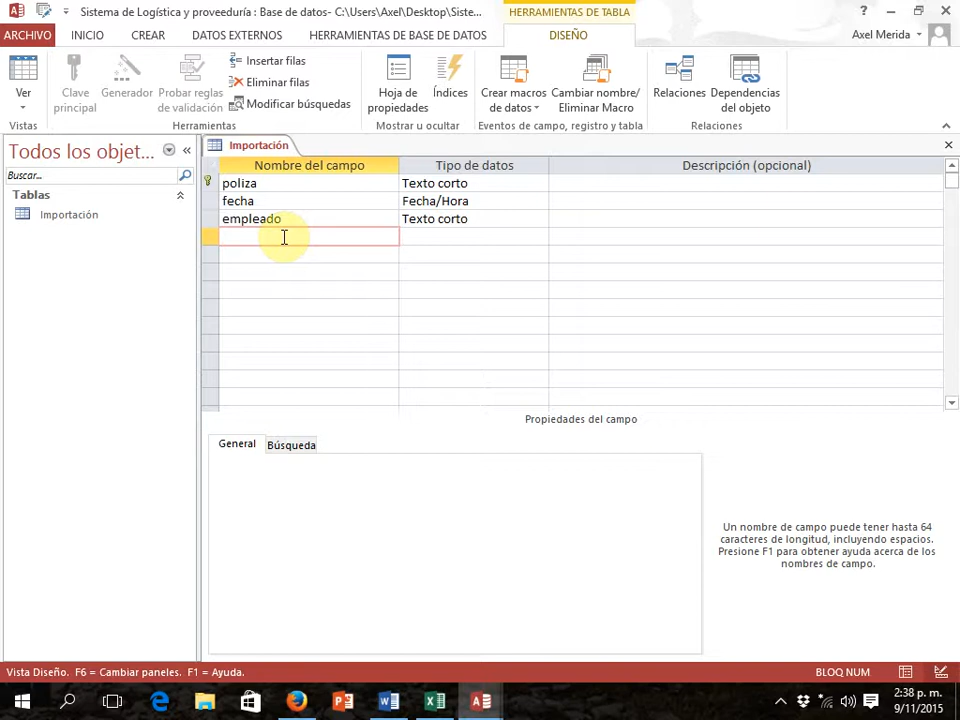 Sistema de Logística y proveeduría : Base de datos- C:\Users\Axel\Desktop\Siste...
HERRAMIENTAS DE TABLA
?
ARCHIVO
INICIO
CREAR
DATOS EXTERNOS
HERRAMIENTAS DE BASE DE DATOS
DISEÑO
Axel Merida
Ver
Clave principal
Generador
Probar reglas de validación
Insertar filas
Eliminar filas
Modificar búsquedas
Hoja de propiedades
Índices
Crear macros de datos
Cambiar nombre/ Eliminar Macro
Relaciones
Dependencias del objeto
Vistas
Herramientas
Mostrar u ocultar
Eventos de campo, registro y tabla
Relaciones
Todos los objet...
Buscar...
Tablas
Importación
Importación
Nombre del campo
Tipo de datos
Descripción (opcional)
poliza
Texto corto
fecha
Fecha/Hora
empleado
Texto corto
Propiedades del campo
General
Búsqueda
Un nombre de campo puede tener hasta 64
caracteres de longitud, incluyendo espacios.
Presione F1 para obtener ayuda acerca de los
nombres de campo.
Vista Diseño. F6 = Cambiar paneles. F1 = Ayuda.
BLOQ NUM
2:38 p. m.
9/11/2015